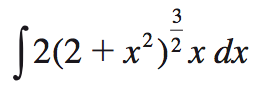 ∫ 2(2 + x²)^(3/2) x dx